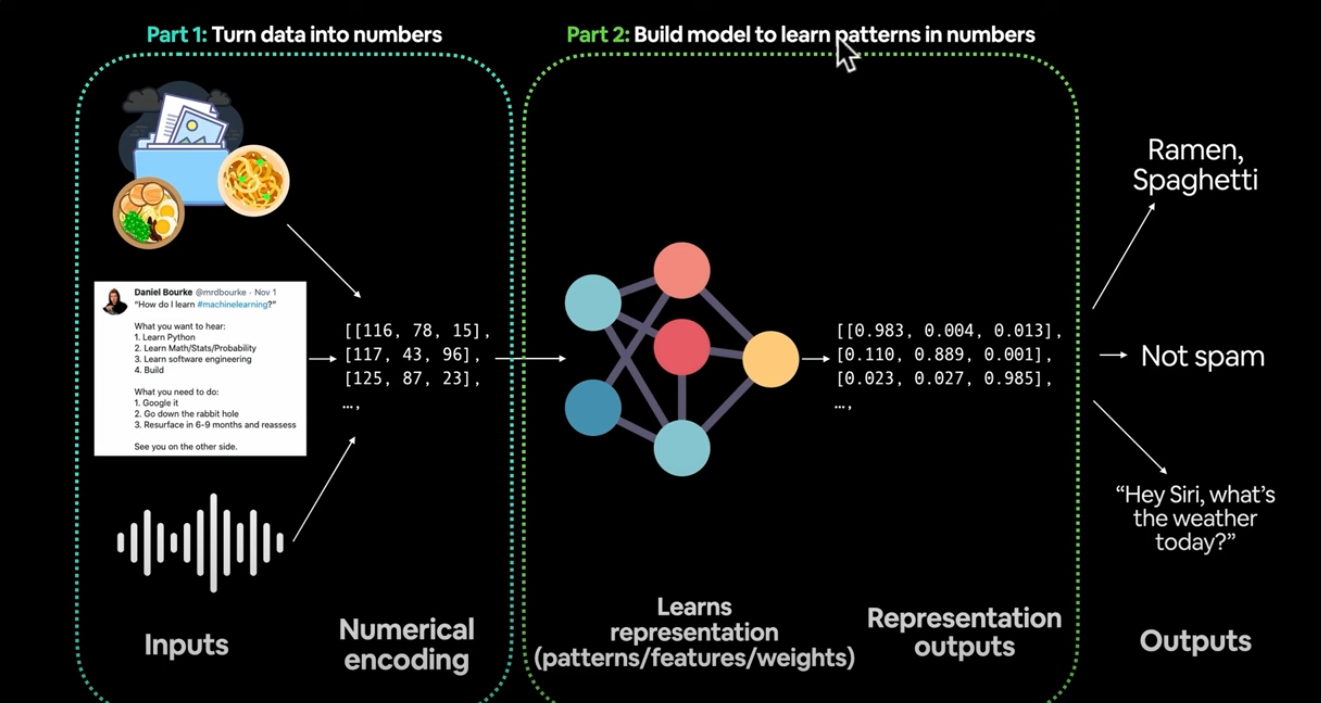 Part 1: Turn data into numbers
Part 2: Build model to learn patterns in numbers
Daniel Bourke @mrdbourke · Nov 1
“How do I learn #machinelearning?”
What you want to hear:
1. Learn Python
2. Learn Math/Stats/Probability
3. Learn software engineering
4. Build
What you need to do:
1. Google it
2. Go down the rabbit hole
3. Resurface in 6-9 months and reassess
See you on the other side.
[[116, 78, 15],
[117, 43, 96],
[125, 87, 23],
…,
[[0.983, 0.004, 0.013],
[0.110, 0.889, 0.001],
[0.023, 0.027, 0.985],
…,
Ramen,
Spaghetti
Not spam
“Hey Siri, what’s
the weather
today?”
Inputs
Numerical
encoding
Learns
representation
(patterns/features/weights)
Representation
outputs
Outputs